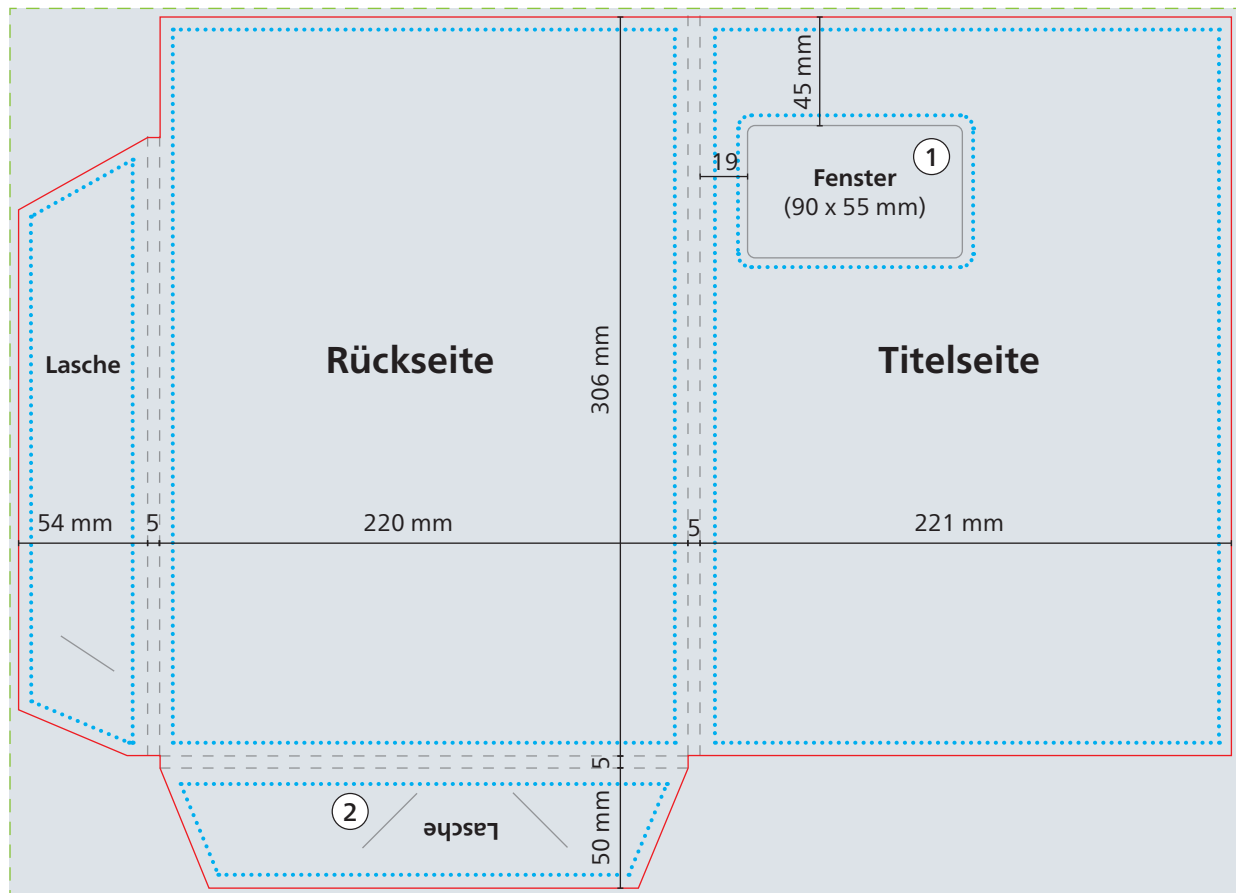 45 mm
1
19
Fenster
(90 x 55 mm)
Lasche
Rückseite
306 mm
Titelseite
54 mm
5
220 mm
5
221 mm
5
2
Lasche
50 mm